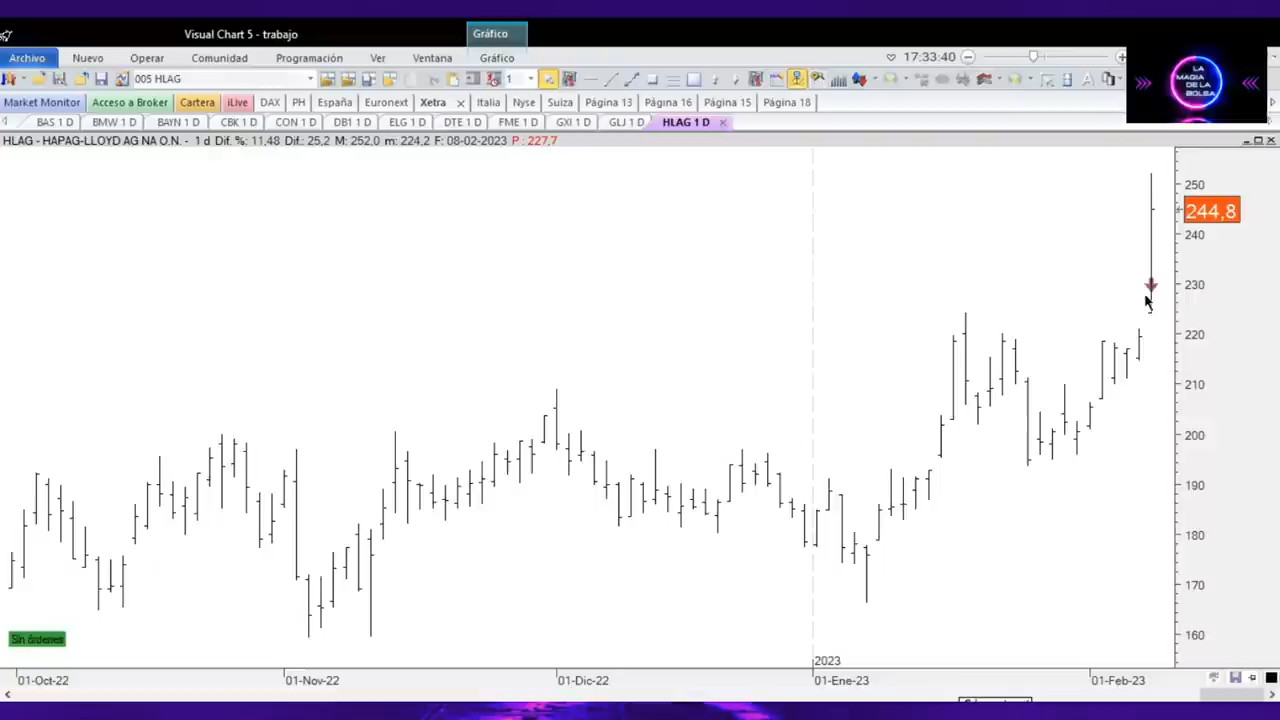 Visual Chart 5 - trabajo
Gráfico
Archivo Nuevo Operar Comunidad Programación Ver Ventana Gráfico
17:33:40
005 HLAG
1
LA
MAGIA
DE LA
BOLSA
Market Monitor Acceso a Broker Cartera iLive DAX PH España Euronext Xetra x Italia Nyse Suiza Página 13 Página 16 Página 15 Página 18
BAS 1 D BMW 1 D BAYN 1 D CBK 1 D CON 1 D DB1 1 D ELG 1 D DTE 1 D FME 1 D GXI 1 D GLJ 1 D HLAG 1 D x
HLAG - HAPAG-LLOYD AG NA O.N. - 1 d Dif. %: 11,48 Dif.: 25,2 M: 252,0 m: 224,2 F: 08-02-2023 P : 227,7
250
244,8
240
230
220
210
200
190
180
170
160
Sin órdenes
2023
01-Oct-22 01-Nov-22 01-Dic-22 01-Ene-23 01-Feb-23